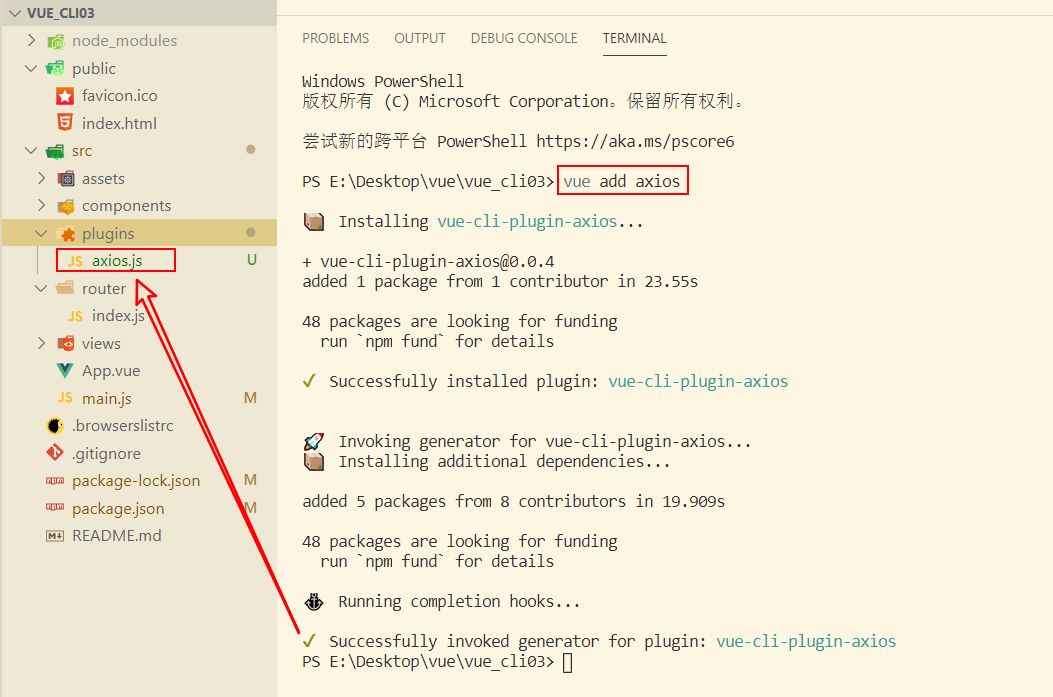 VUE_CLI03
node_modules
public
favicon.ico
index.html
src
assets
components
plugins
JS axios.js U
router
JS index.js
views
App.vue
JS main.js M
.browserslistrc
.gitignore
package-lock.json M
package.json M
README.md
PROBLEMS OUTPUT DEBUG CONSOLE TERMINAL
Windows PowerShell
版权所有 (C) Microsoft Corporation。保留所有权利。
尝试新的跨平台 PowerShell https://aka.ms/pscore6
PS E:\Desktop\vue\vue_cli03> vue add axios
Installing vue-cli-plugin-axios...
+ vue-cli-plugin-axios@0.0.4
added 1 package from 1 contributor in 23.55s
48 packages are looking for funding
run `npm fund` for details
✓ Successfully installed plugin: vue-cli-plugin-axios
Invoking generator for vue-cli-plugin-axios...
Installing additional dependencies...
added 5 packages from 8 contributors in 19.909s
48 packages are looking for funding
run `npm fund` for details
Running completion hooks...
✓ Successfully invoked generator for plugin: vue-cli-plugin-axios
PS E:\Desktop\vue\vue_cli03>